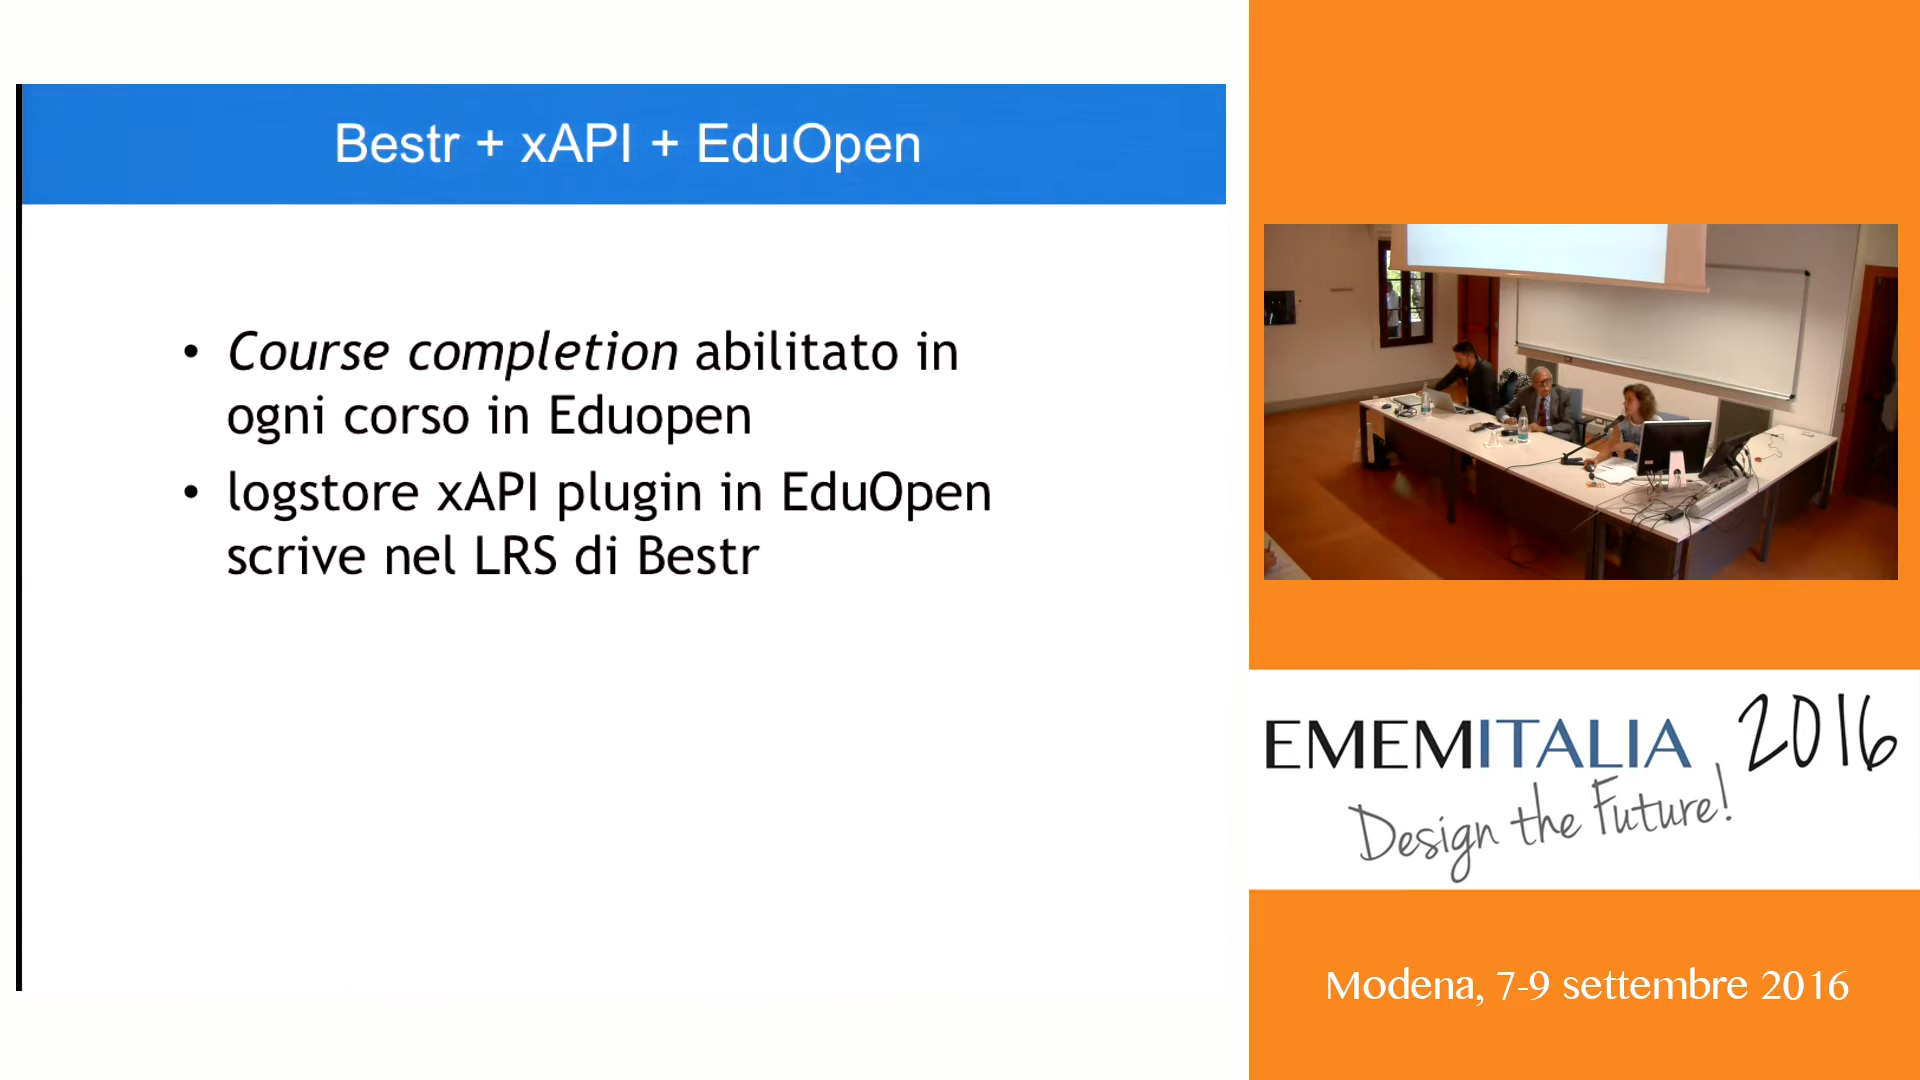 Bestr + xAPI + EduOpen
• Course completion abilitato in
ogni corso in Eduopen
• logstore xAPI plugin in EduOpen
scrive nel LRS di Bestr
EMEMITALIA 2016
Design the Future!
Modena, 7-9 settembre 2016